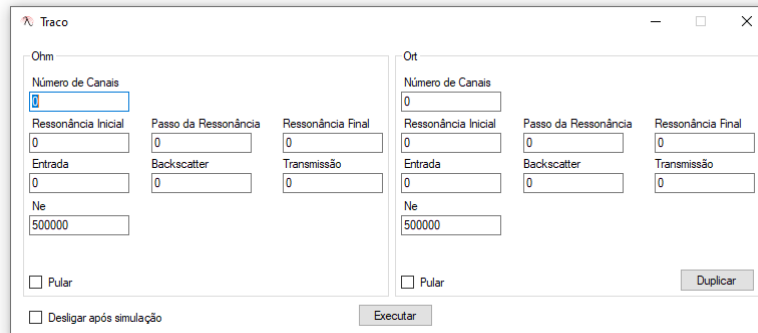 Traco
Ohm
Ort
Número de Canais
Número de Canais
0
0
Ressonância Inicial Passo da Ressonância Ressonância Final
Ressonância Inicial Passo da Ressonância Ressonância Final
0 0 0
0 0 0
Entrada Backscatter Transmissão
Entrada Backscatter Transmissão
0 0 0
0 0 0
Ne
Ne
500000
500000
Pular
Pular
Duplicar
Desligar após simulação
Executar